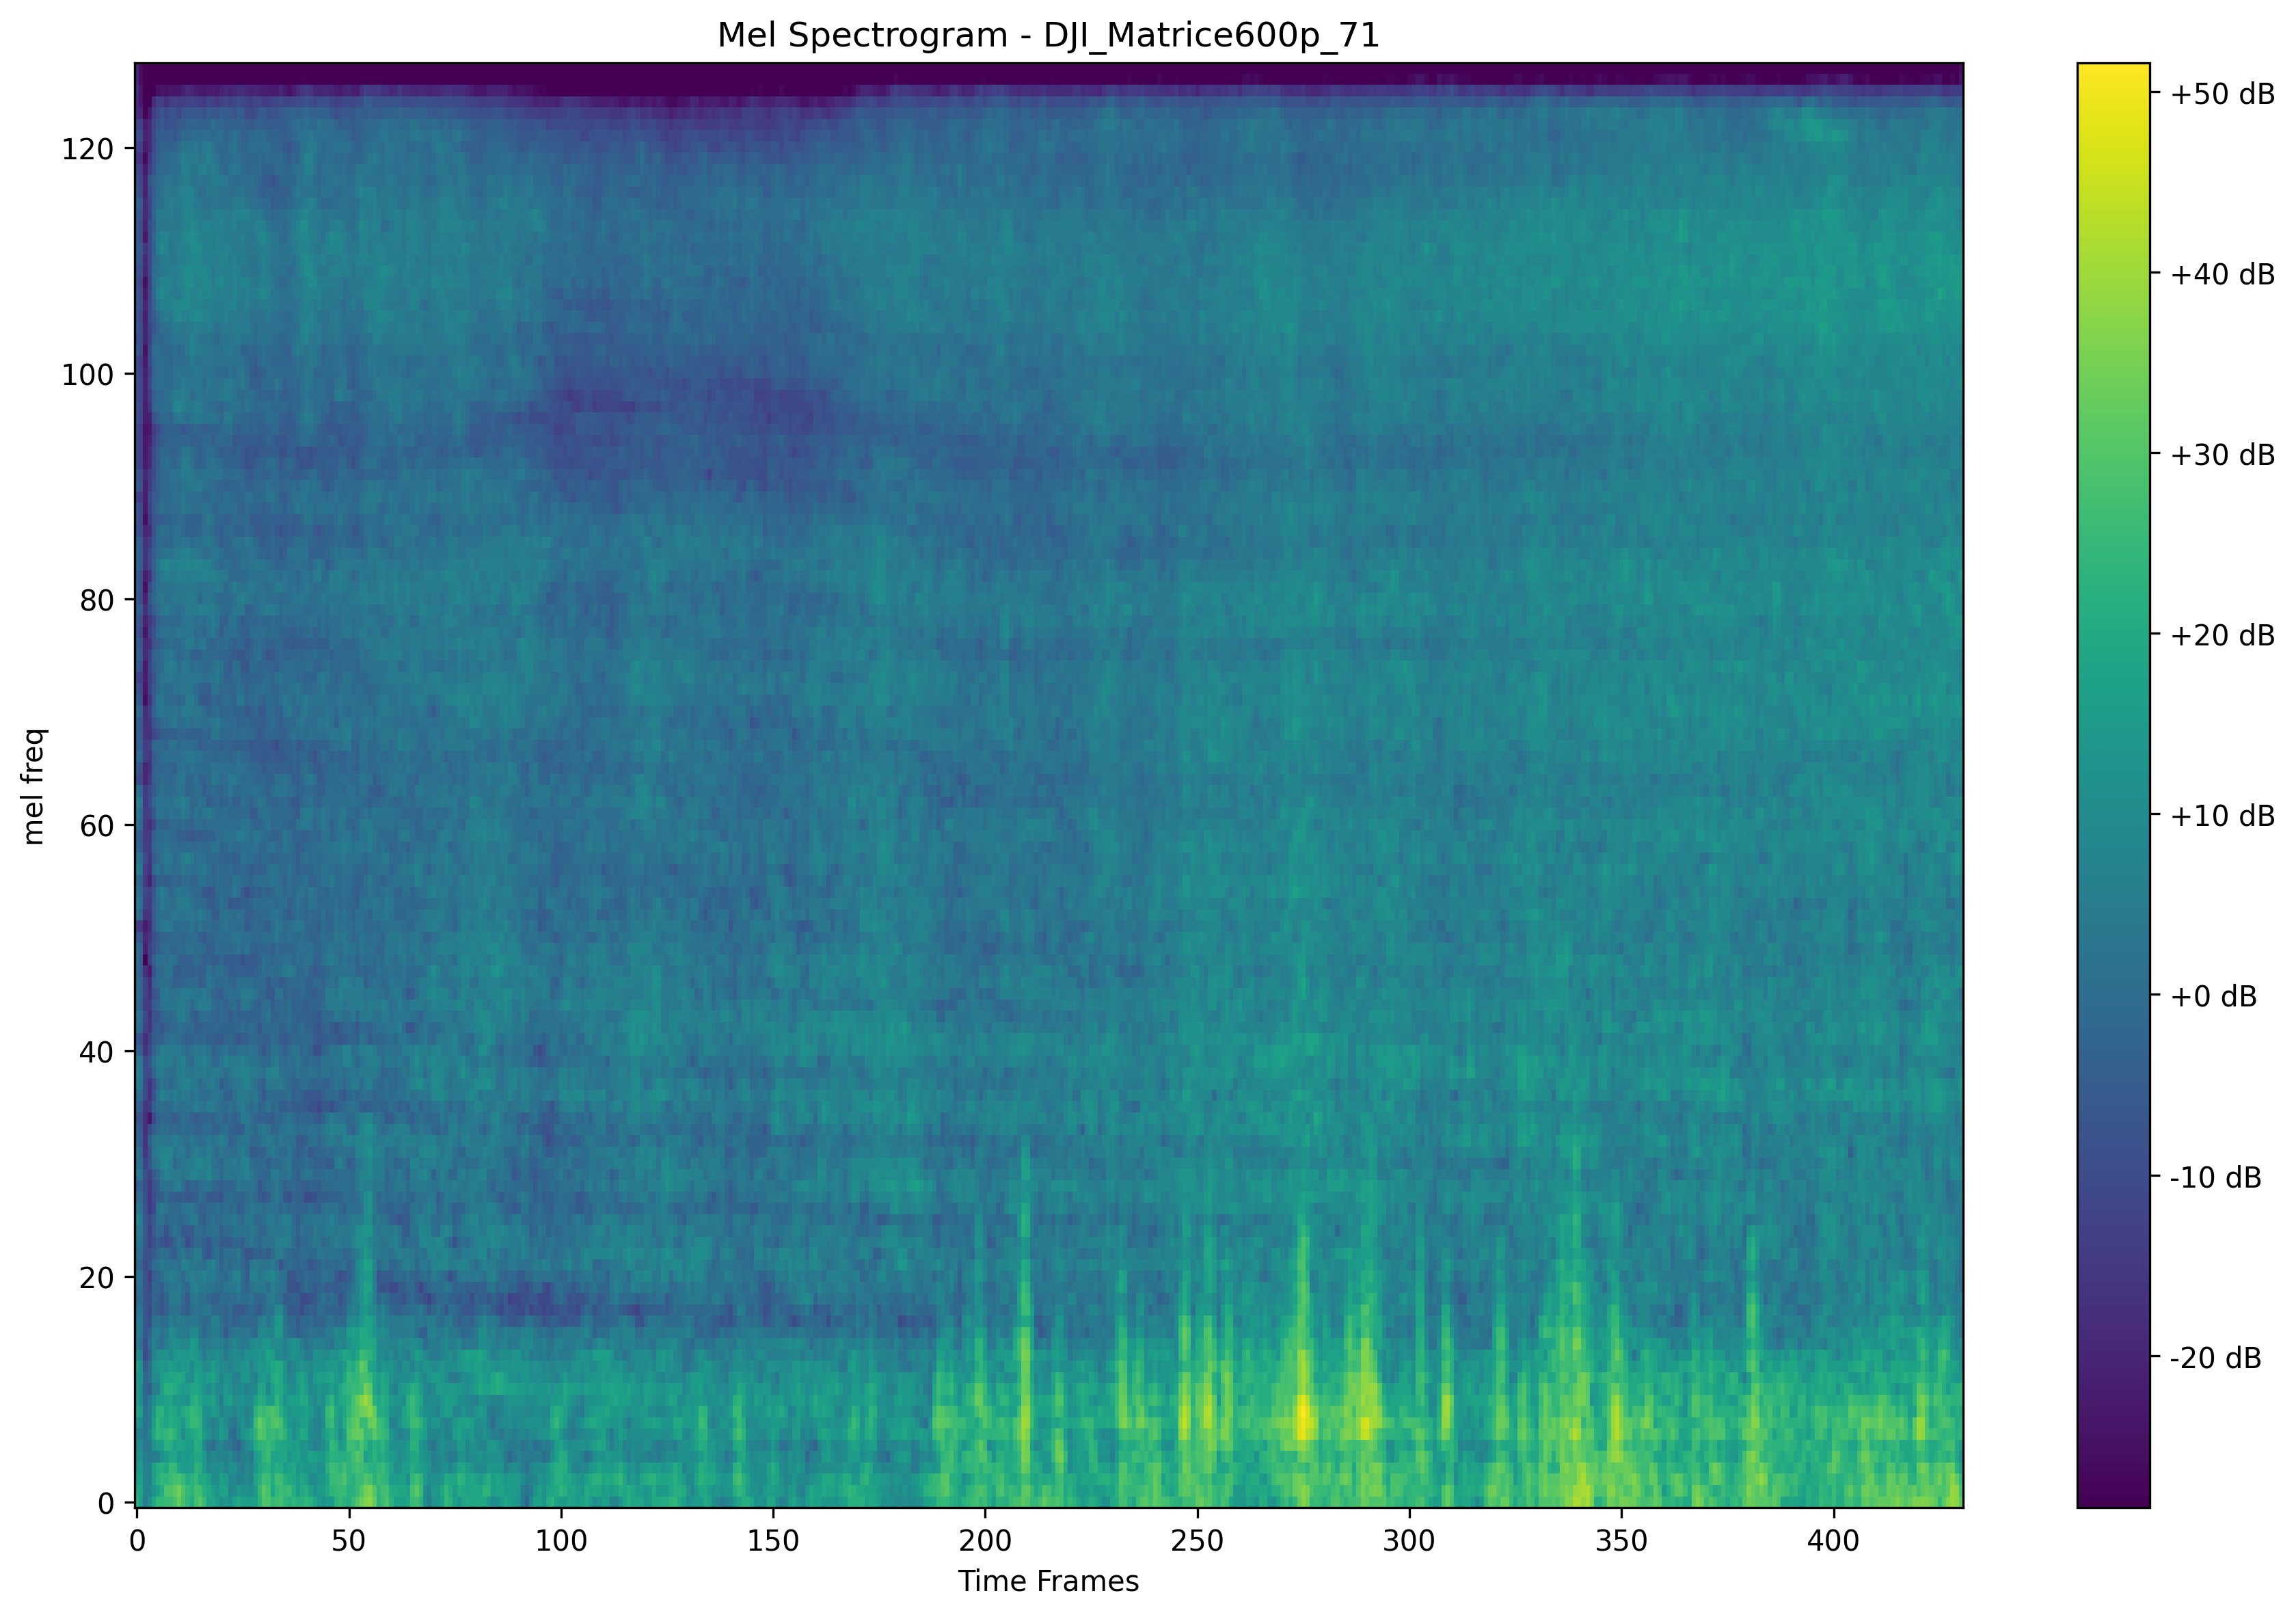 Mel Spectrogram - DJI_Matrice600p_71
mel freq
120
100
80
60
40
20
0
0 50 100 150 200 250 300 350 400
Time Frames
+50 dB
+40 dB
+30 dB
+20 dB
+10 dB
+0 dB
-10 dB
-20 dB